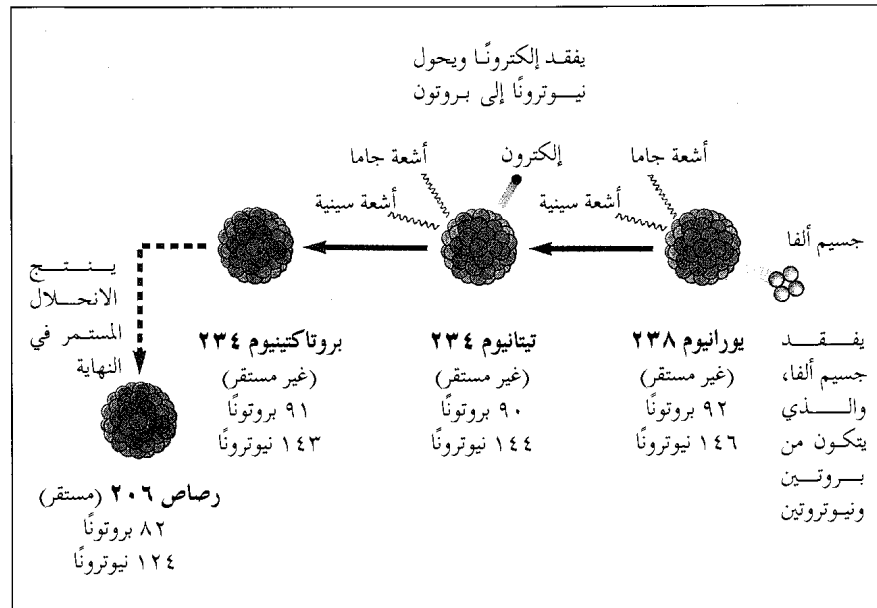 يفقد إلكترونًا ويحول
نيوترونًا إلى بروتون
أشعة جاما
إلكترون
أشعة جاما
أشعة سينية
أشعة سينية
جسيم ألفا
يفقد
جسيم ألفا،
والذي
يتكون من
بروتين
ونيوتروتين
يورانيوم ٢٣٨
(غير مستقر)
٩٢ بروتونًا
١٤٦ نيوترونًا
تيتانيوم ٢٣٤
(غير مستقر)
٩٠ بروتونًا
١٤٤ نيوترونًا
بروتاكتينيوم ٢٣٤
(غير مستقر)
٩١ بروتونًا
١٤٣ نيوترونًا
ينتج
الانحلال
المستمر في
النهاية
رصاص ٢٠٦ (مستقر)
٨٢ بروتونًا
١٢٤ نيوترونًا